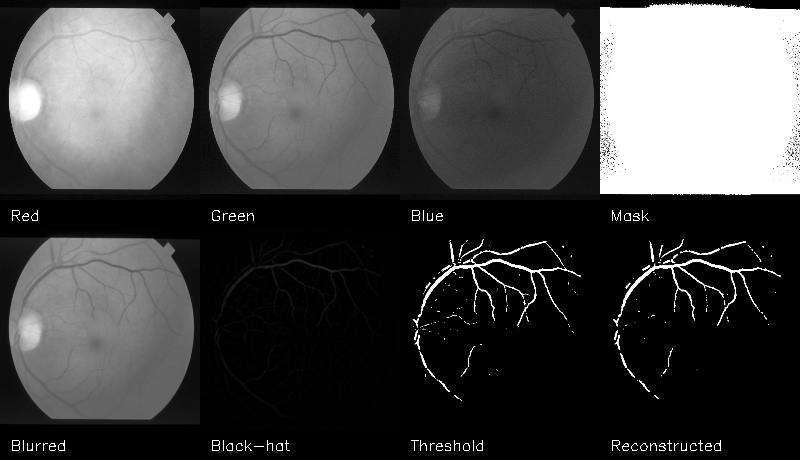 Red
Green
Blue
Mask
Blurred
Black-hat
Threshold
Reconstructed